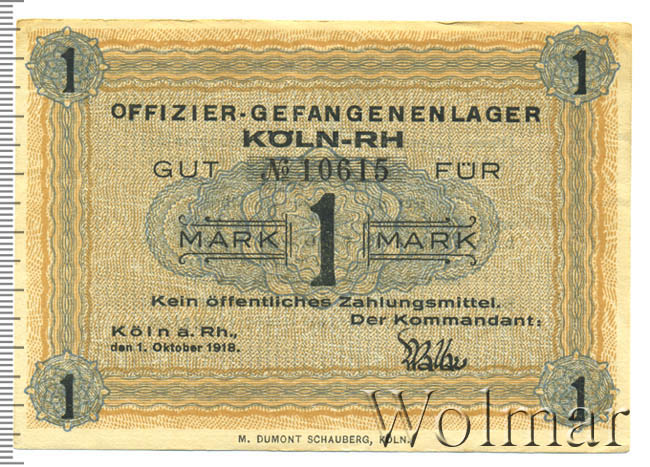 1 1
OFFIZIER-GEFANGENENLAGER
KÖLN-RH
GUT № 10615 FÜR
MARK 1 MARK
Kein öffentliches Zahlungsmittel.
Der Kommandant:
Köln a. Rh.,
den 1. Oktober 1918.
1 1
M. DUMONT SCHAUBERG, KÖLN.
Wolmar